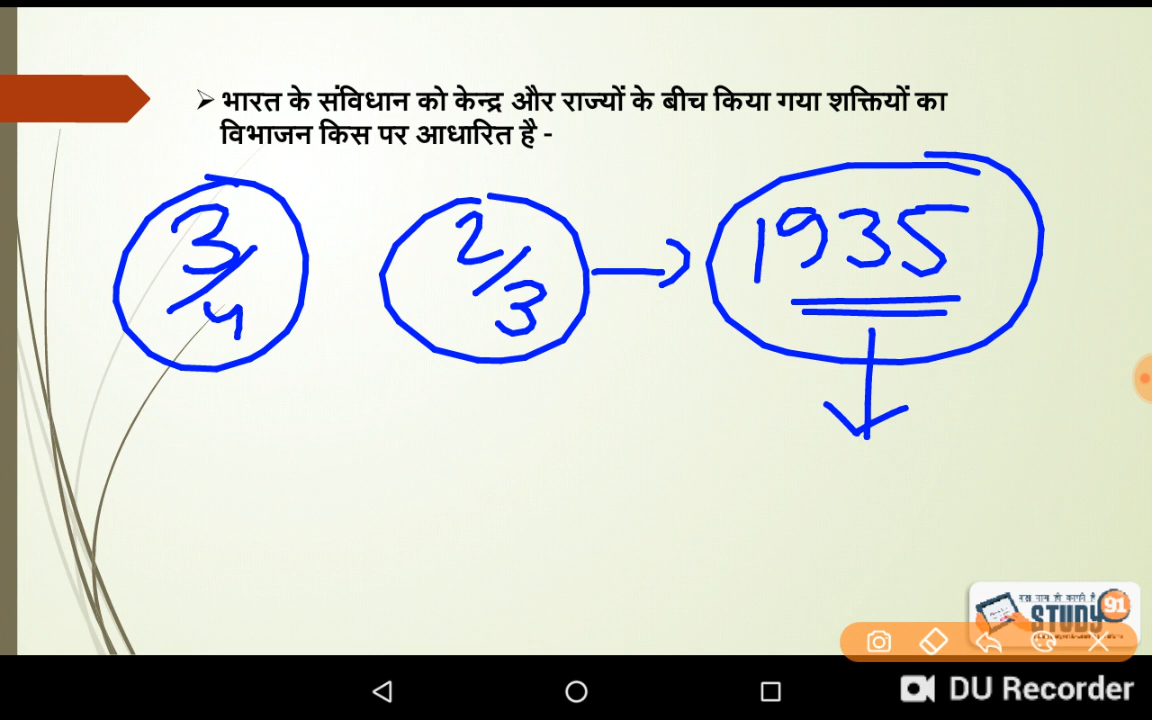 ➢ भारत के संविधान को केन्द्र और राज्यों के बीच किया गया शक्तियों का
विभाजन किस पर आधारित है -
3/4 2/3 → 1935
STUDY 91
DU Recorder